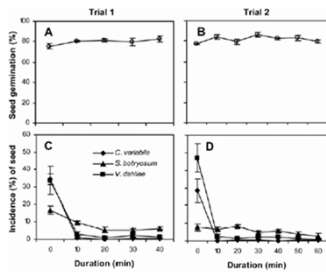 Trial 1
Trial 2
Seed germination (%)
100
80
60
40
20
0
A
B
Incidence (%) of seed
60
50
40
30
20
10
0
C
C. variabile
S. botryosum
V. dahliae
D
0 10 20 30 40
0 10 20 30 40 50 60
Duration (min)
Duration (min)